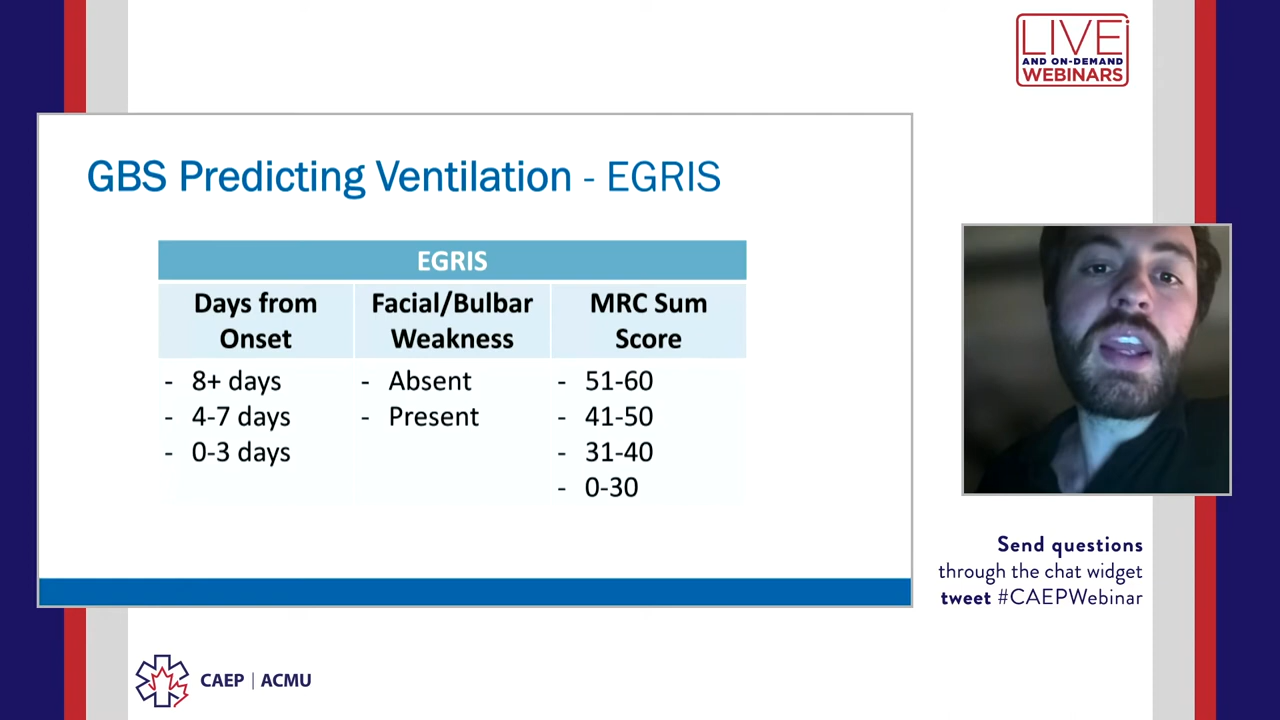 LIVE
AND ON-DEMAND
WEBINARS
GBS Predicting Ventilation - EGRIS
EGRIS
Days from Onset
Facial/Bulbar Weakness
MRC Sum Score
- 8+ days
- 4-7 days
- 0-3 days
- Absent
- Present
- 51-60
- 41-50
- 31-40
- 0-30
Send questions
through the chat widget
tweet #CAEPWebinar
CAEP | ACMU